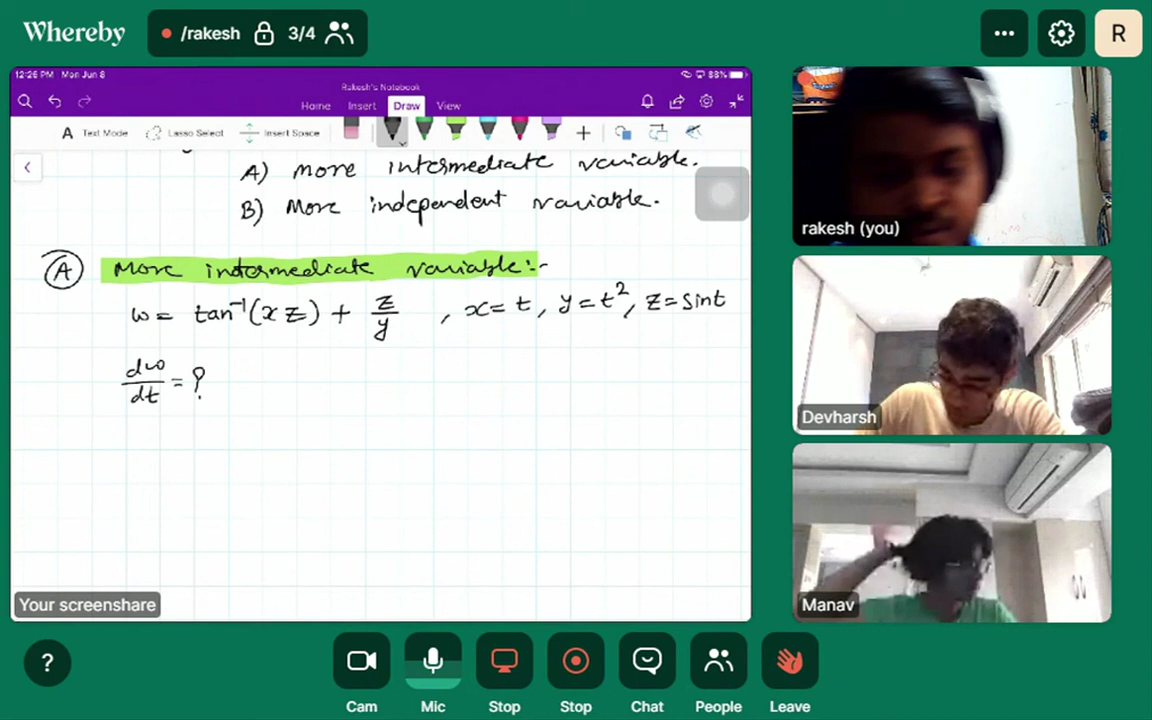 Whereby
/rakesh 3/4
... R
12:26 PM Mon Jun 8
88%
Rakesh's Notebook
Home Insert Draw View
A Text Mode Lasso Select Insert Space
A) More intermediate variable.
B) More independent variable.
A More intermediate variable:-
w = tan⁻¹(xz) + z/y , x = t, y = t², z = sint
dw/dt = ?
Your screenshare
rakesh (you)
Devharsh
Manav
?
Cam Mic Stop Stop Chat People Leave